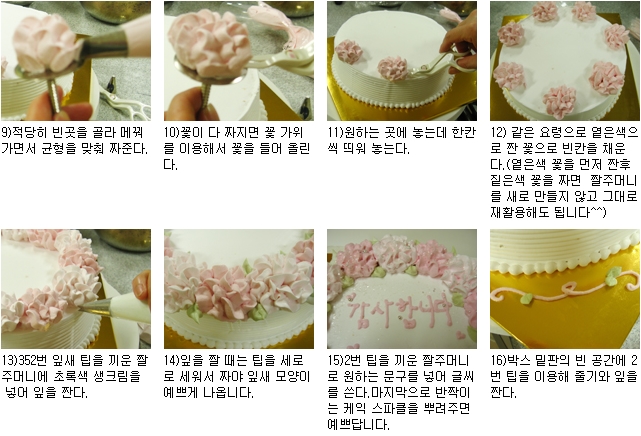 9)적당히 빈곳을 골라 메꿔
가면서 균형을 맞춰 짜준다.
10)꽃이 다 짜지면 꽃 가위
를 이용해서 꽃을 들어 올린
다.
11)원하는 곳에 놓는데 한칸
씩 띄워 놓는다.
12) 같은 요령으로 옅은색으
로 짠 꽃으로 빈칸을 채운
다.(옅은색 꽃을 먼저 짠후
짙은색 꽃을 짜면 짤주머니
를 새로 만들지 않고 그대로
재활용해도 됩니다^^)
감사합니다
13)352번 잎새 팁을 끼운 짤
주머니에 초록색 생크림을
넣어 잎을 짠다.
14)잎을 짤 때는 팁을 세로
로 세워서 짜야 잎새 모양이
예쁘게 나옵니다.
15)2번 팁을 끼운 짤주머니
로 원하는 문구를 넣어 글씨
를 쓴다.마지막으로 반짝이
는 케익 스파클을 뿌려주면
예쁘답니다.
16)박스 밑판의 빈 공간에 2
번 팁을 이용해 줄기와 잎을
짠다.